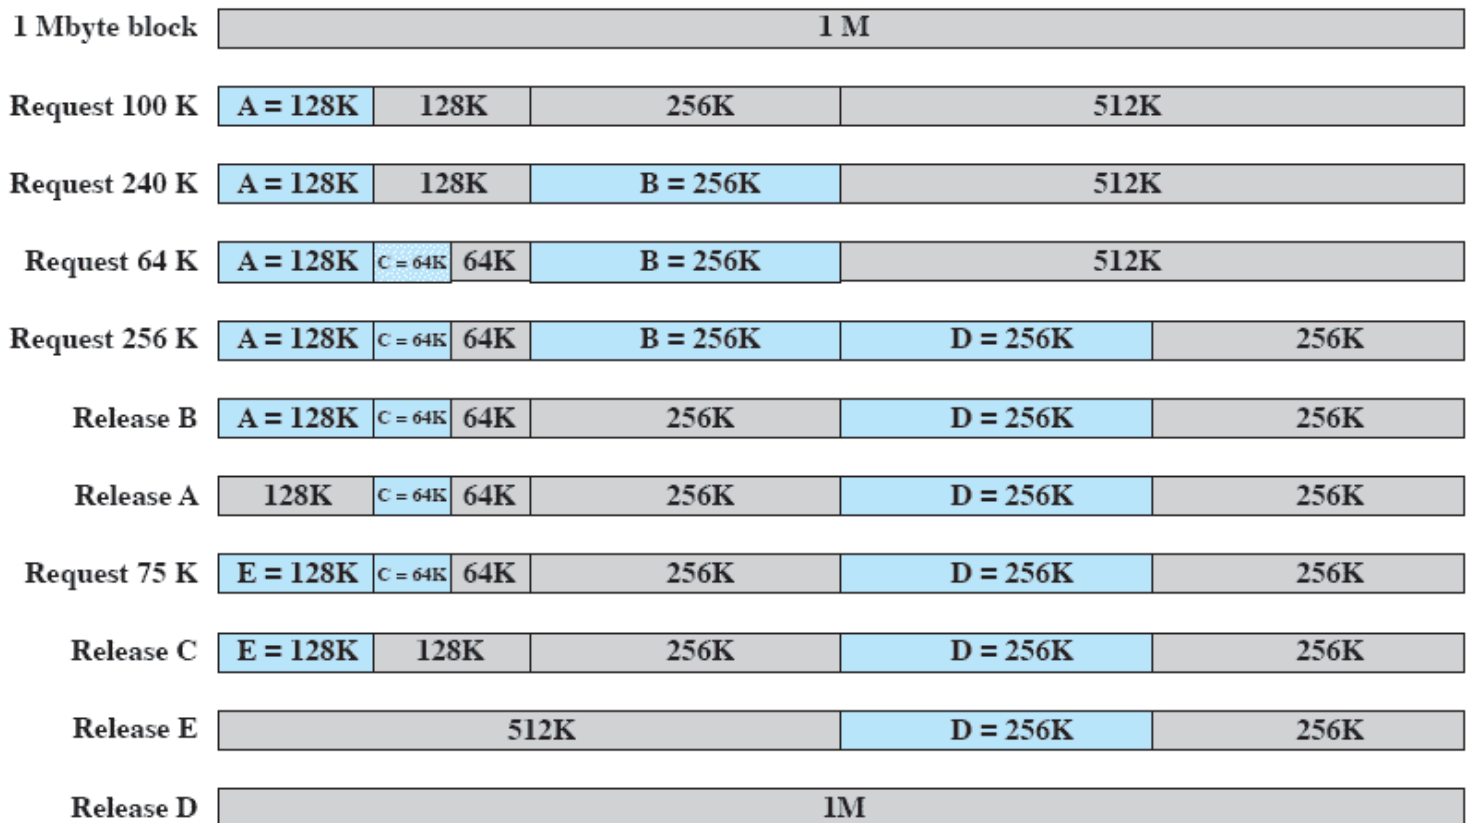 1 Mbyte block 1 M
Request 100 K A = 128K 128K 256K 512K
Request 240 K A = 128K 128K B = 256K 512K
Request 64 K A = 128K C = 64K 64K B = 256K 512K
Request 256 K A = 128K C = 64K 64K B = 256K D = 256K 256K
Release B A = 128K C = 64K 64K 256K D = 256K 256K
Release A 128K C = 64K 64K 256K D = 256K 256K
Request 75 K E = 128K C = 64K 64K 256K D = 256K 256K
Release C E = 128K 128K 256K D = 256K 256K
Release E 512K D = 256K 256K
Release D 1M